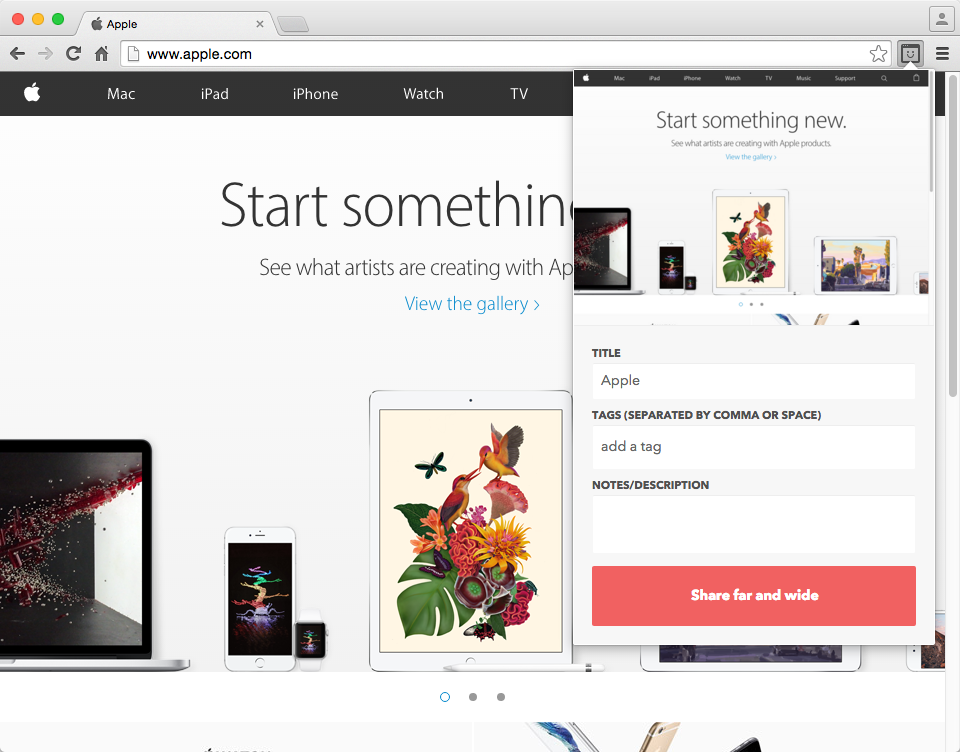 Apple
www.apple.com
Mac iPad iPhone Watch TV
Start something
See what artists are creating with Ap
View the gallery ›
Mac iPad iPhone Watch TV Music Support
Start something new.
See what artists are creating with Apple products.
View the gallery ›
TITLE
Apple
TAGS (SEPARATED BY COMMA OR SPACE)
add a tag
NOTES/DESCRIPTION
Share far and wide